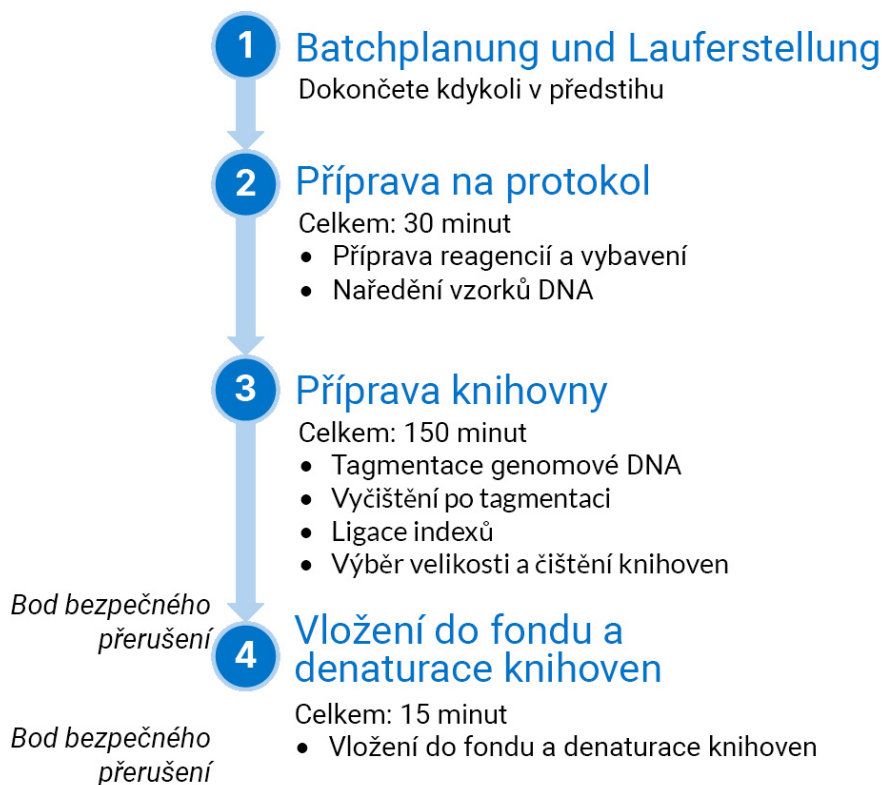 1 Batchplanung und Lauferstellung
Dokončete kdykoli v předstihu
2 Příprava na protokol
Celkem: 30 minut
• Příprava reagencií a vybavení
• Naředění vzorků DNA
3 Příprava knihovny
Celkem: 150 minut
• Tagmentace genomové DNA
• Vyčištění po tagmentaci
• Ligace indexů
• Výběr velikosti a čištění knihoven
Bod bezpečného
přerušení
4 Vložení do fondu a
denaturace knihoven
Celkem: 15 minut
• Vložení do fondu a denaturace knihoven
Bod bezpečného
přerušení